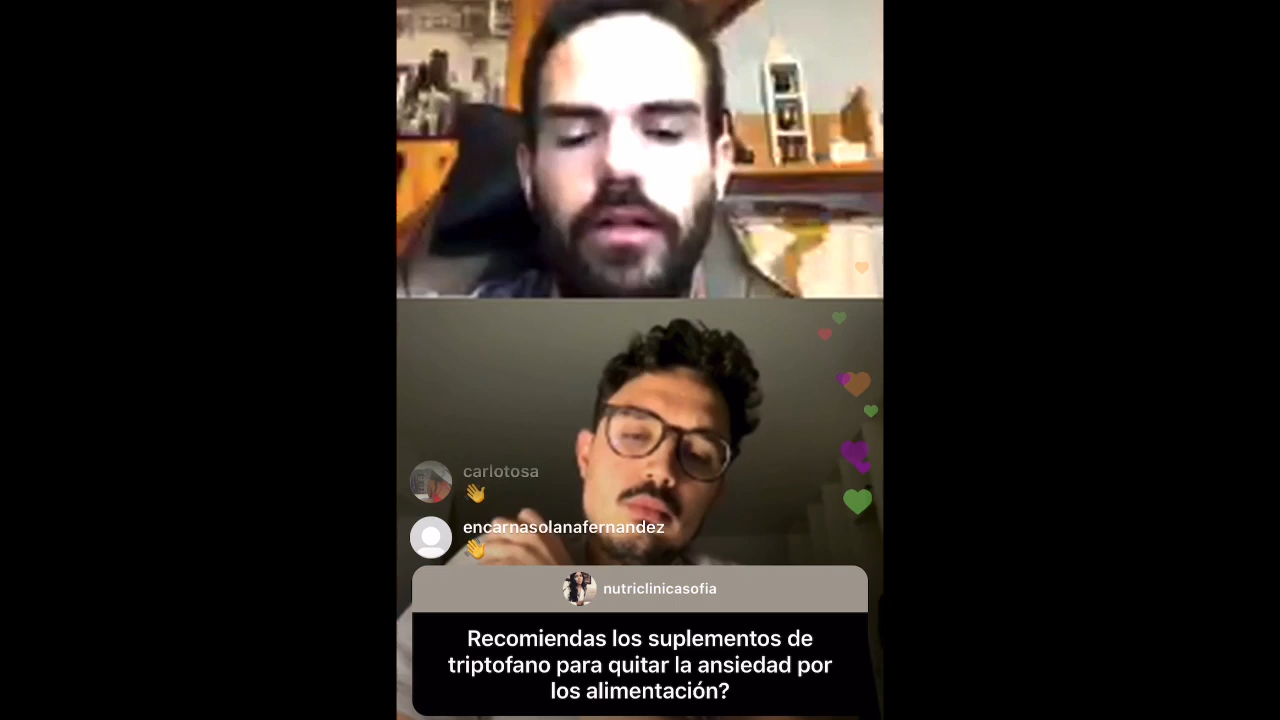 carlotosa
👋
encarnasolanafernandez
👋
nutriclinicasofia
Recomiendas los suplementos de
triptofano para quitar la ansiedad por
los alimentación?